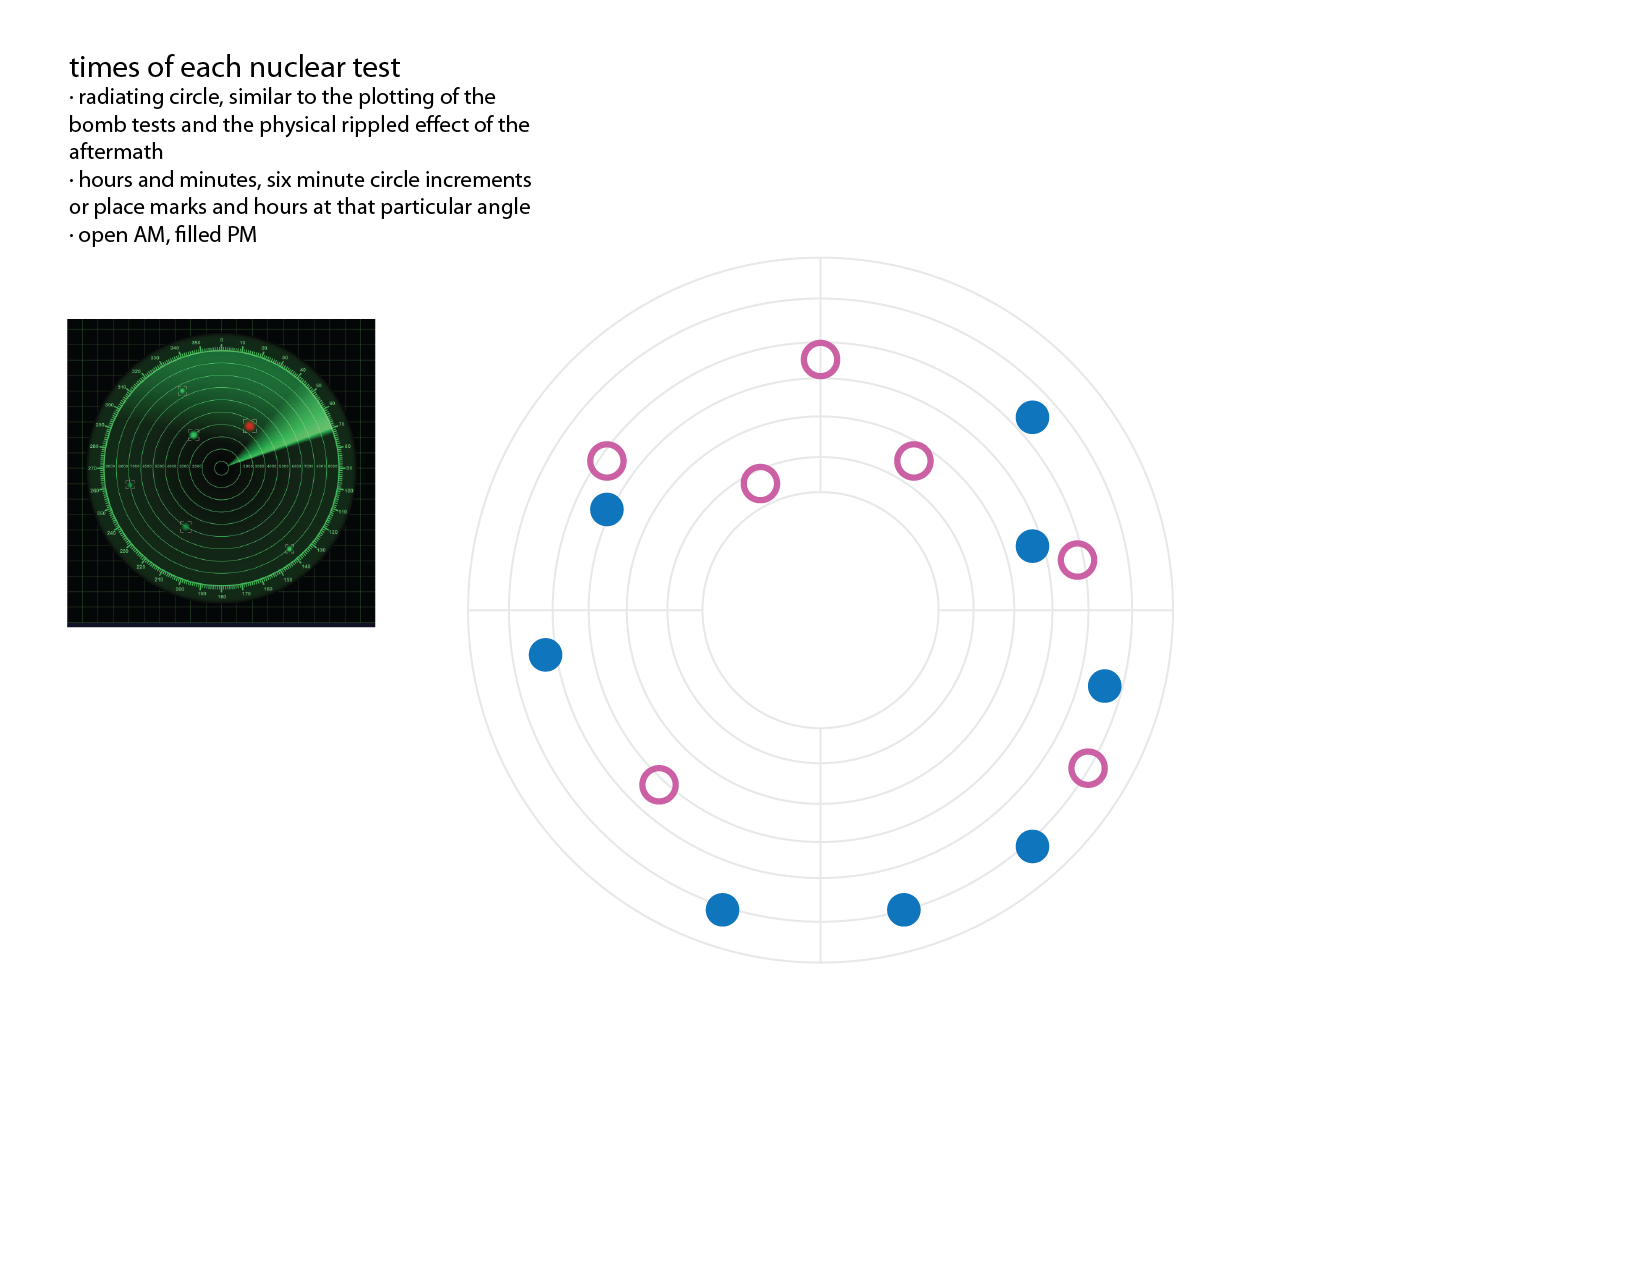 times of each nuclear test
· radiating circle, similar to the plotting of the
bomb tests and the physical rippled effect of the
aftermath
· hours and minutes, six minute circle increments
or place marks and hours at that particular angle
· open AM, filled PM